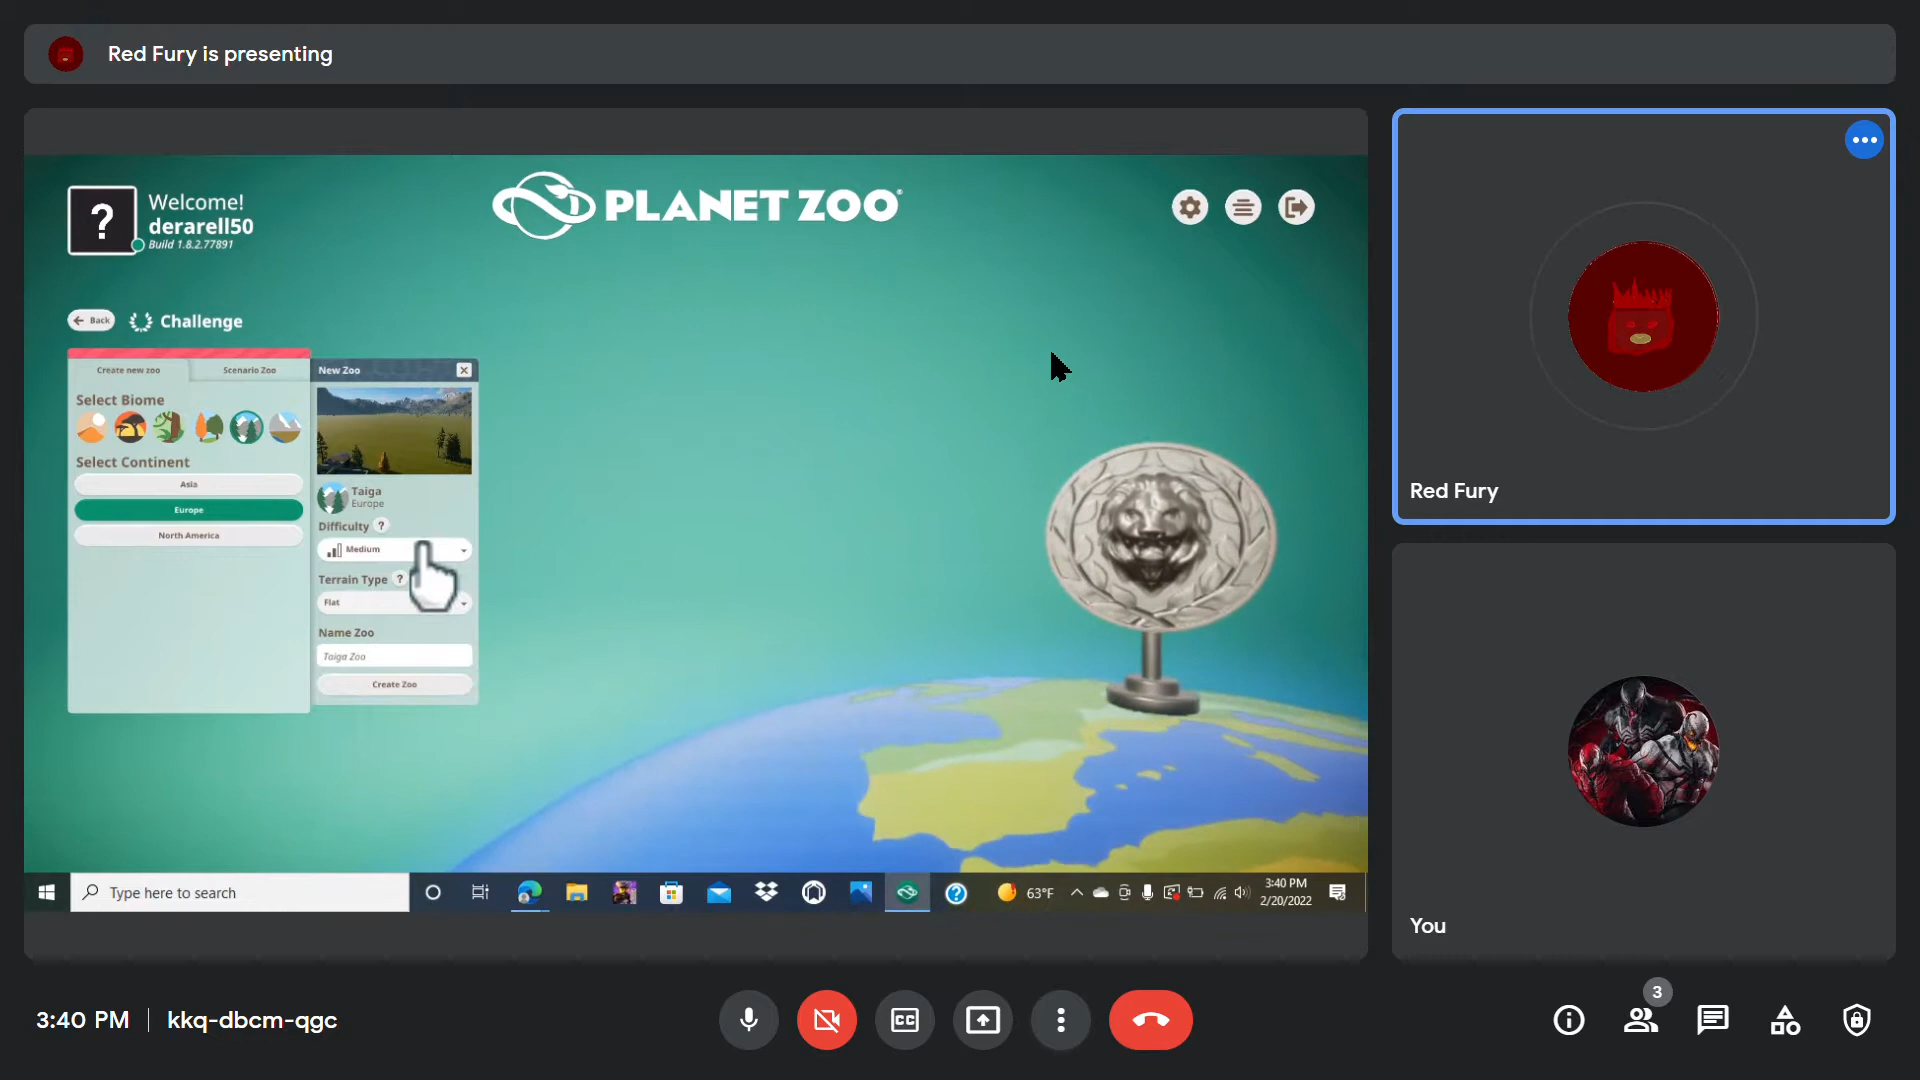 Red Fury is presenting
Welcome!
derarell50
Build 1.8.2.77891
PLANET ZOO
Back
Challenge
Create new zoo
Scenario Zoo
New Zoo
Select Biome
Select Continent
Asia
Europe
North America
Taiga
Europe
Difficulty ?
Medium
Terrain Type ?
Flat
Name Zoo
Taiga Zoo
Create Zoo
Type here to search
63°F
3:40 PM
2/20/2022
Red Fury
You
3:40 PM
kkq-dbcm-qgc
CC
3